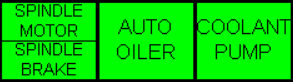 SPINDLE
MOTOR
SPINDLE
BRAKE
AUTO
OILER
COOLANT
PUMP